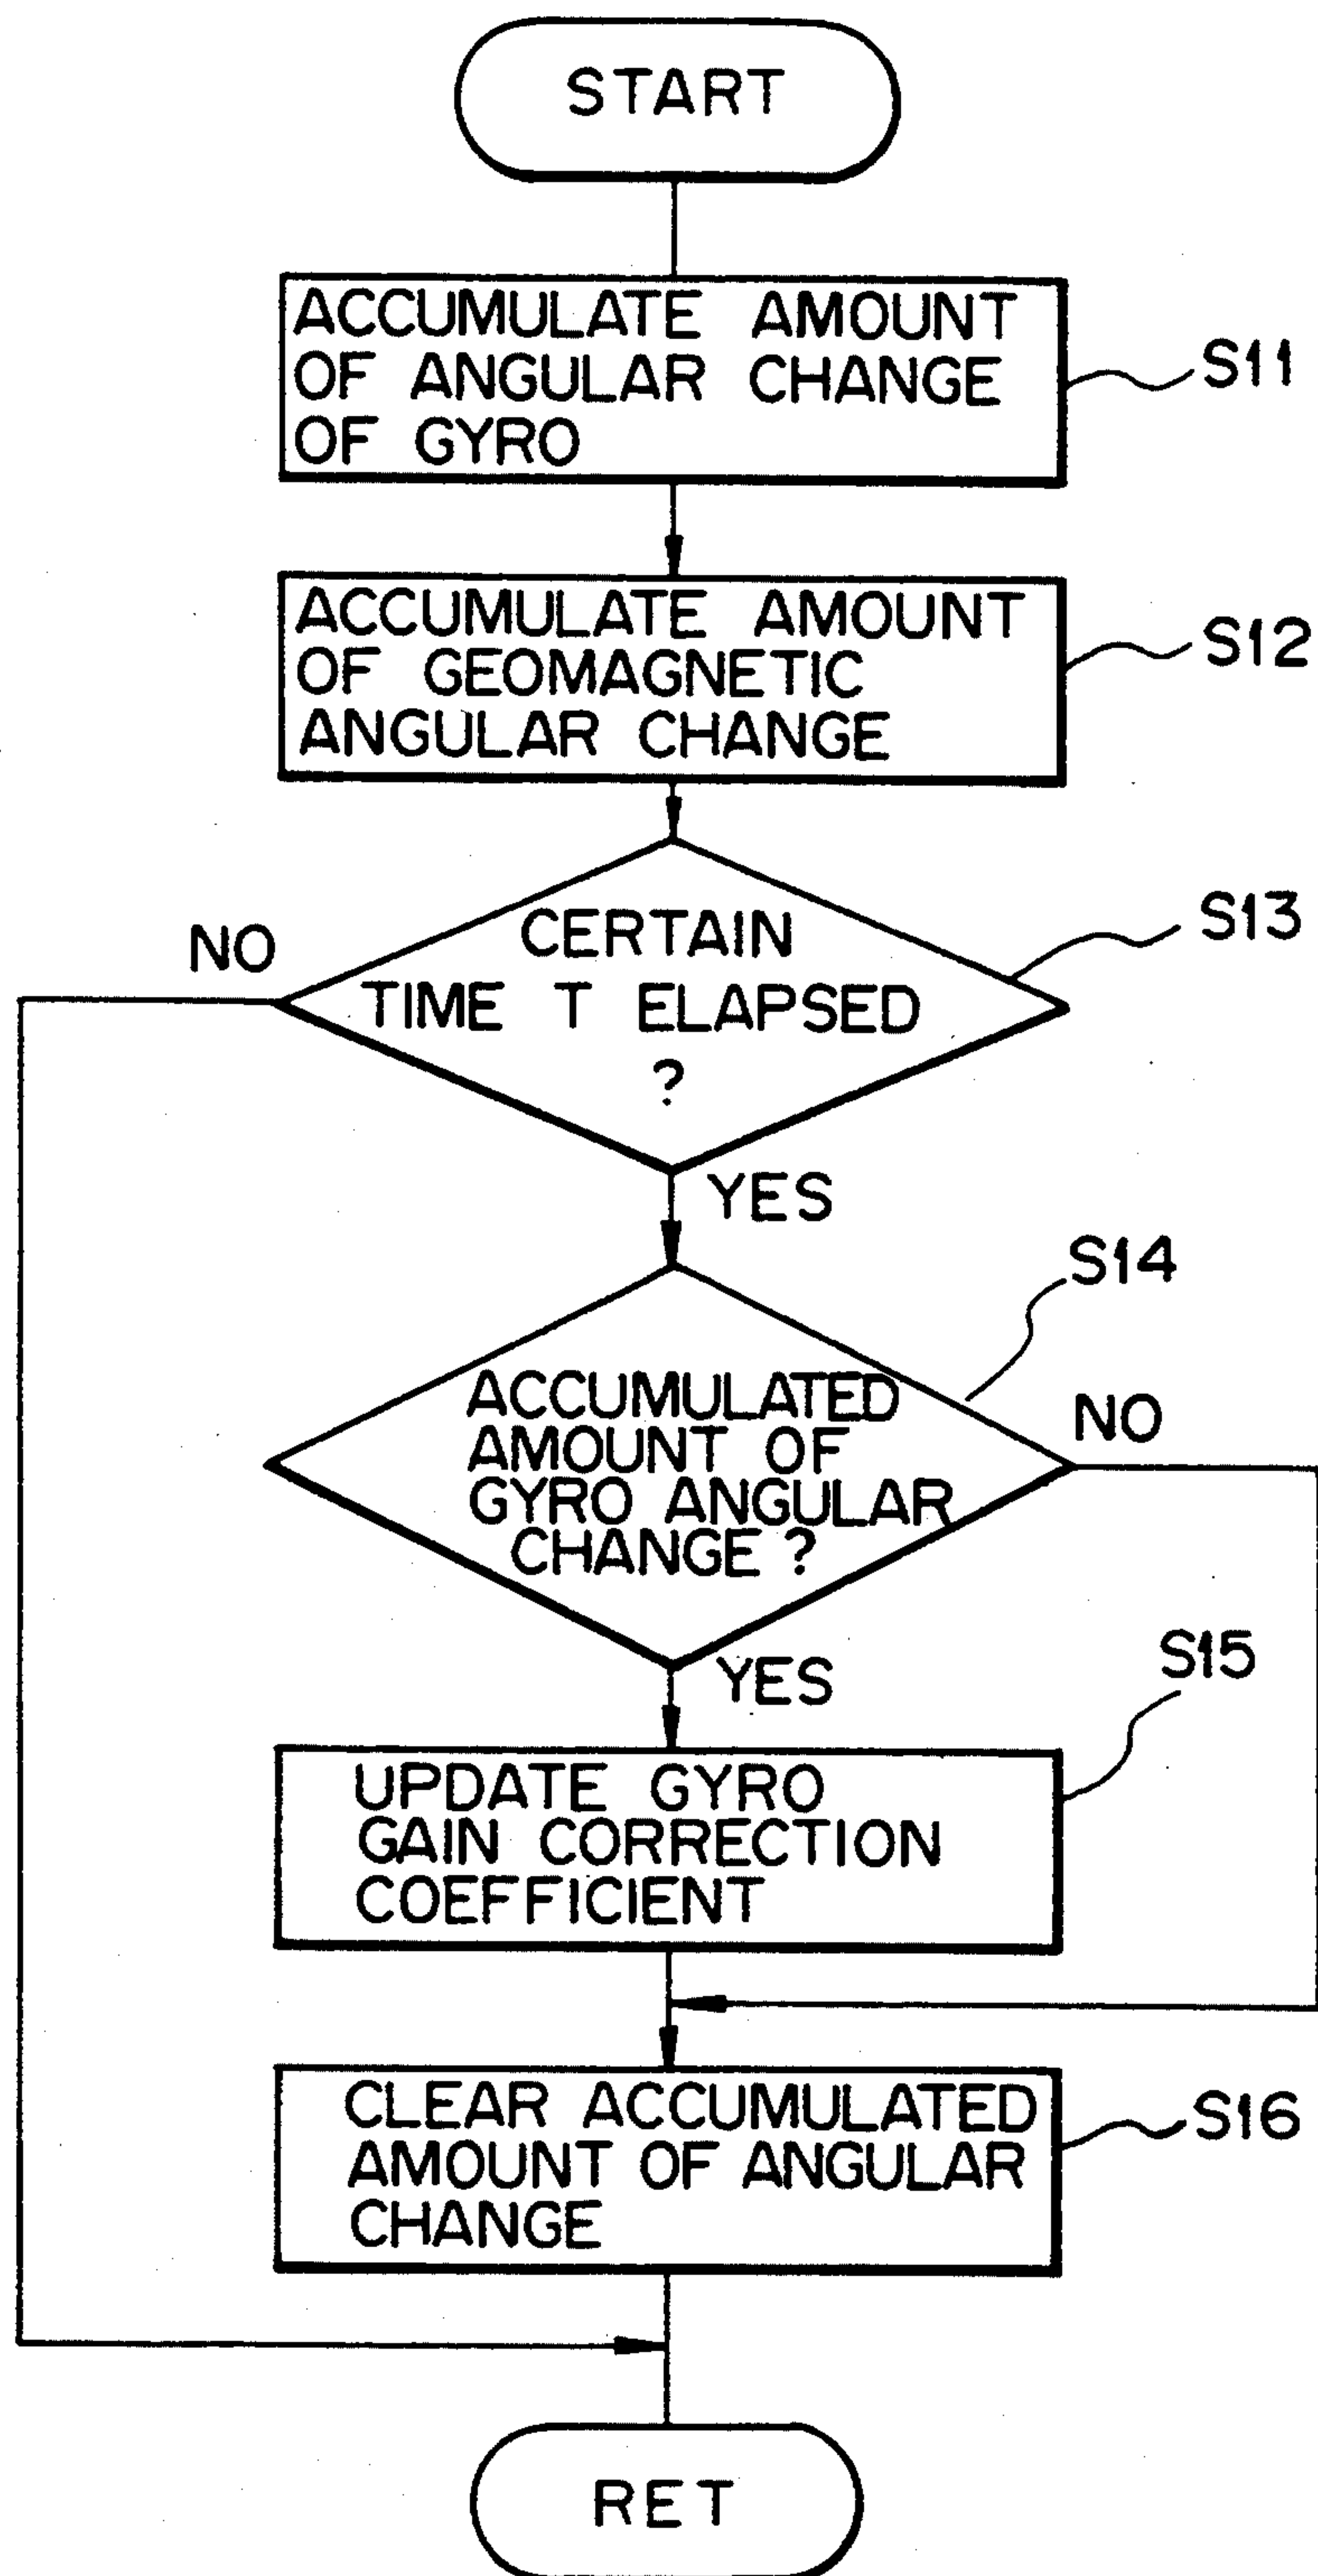 START
ACCUMULATE AMOUNT
OF ANGULAR CHANGE
OF GYRO
S11
ACCUMULATE AMOUNT
OF GEOMAGNETIC
ANGULAR CHANGE
S12
CERTAIN
TIME T ELAPSED
?
S13
NO
YES
ACCUMULATED
AMOUNT OF
GYRO ANGULAR
CHANGE ?
S14
NO
YES
UPDATE GYRO
GAIN CORRECTION
COEFFICIENT
S15
CLEAR ACCUMULATED
AMOUNT OF ANGULAR
CHANGE
S16
RET